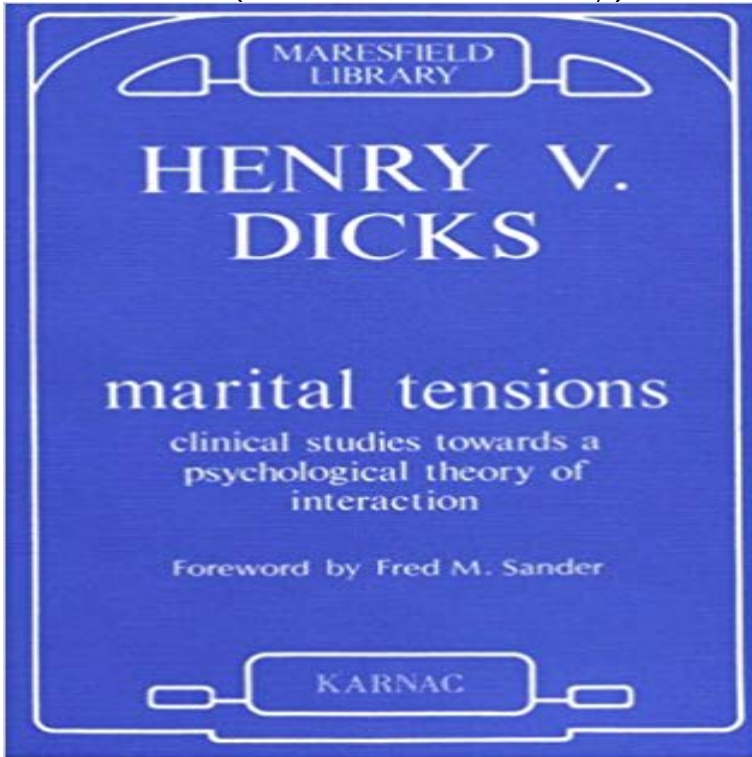 MARESFIELD
LIBRARY
HENRY V.
DICKS
marital tensions
clinical studies towards a
psychological theory of
interaction
Foreword by Fred M. Sander
KARNAC